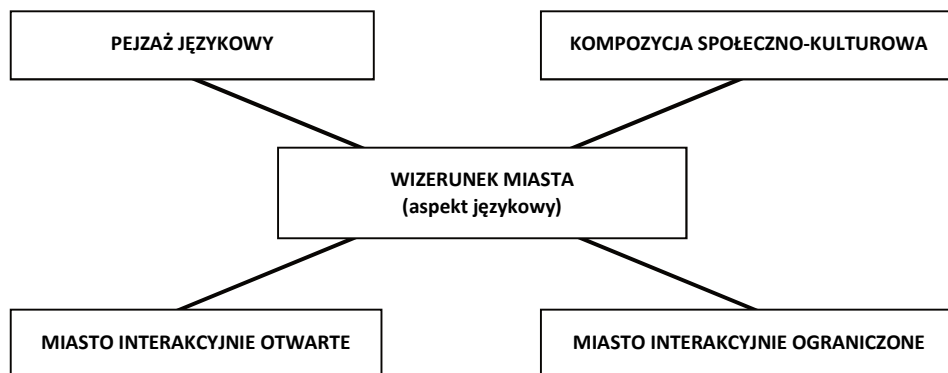 PEJZAŻ JĘZYKOWY
KOMPOZYCJA SPOŁECZNO-KULTUROWA
WIZERUNEK MIASTA
(aspekt językowy)
MIASTO INTERAKCYJNIE OTWARTE
MIASTO INTERAKCYJNIE OGRANICZONE